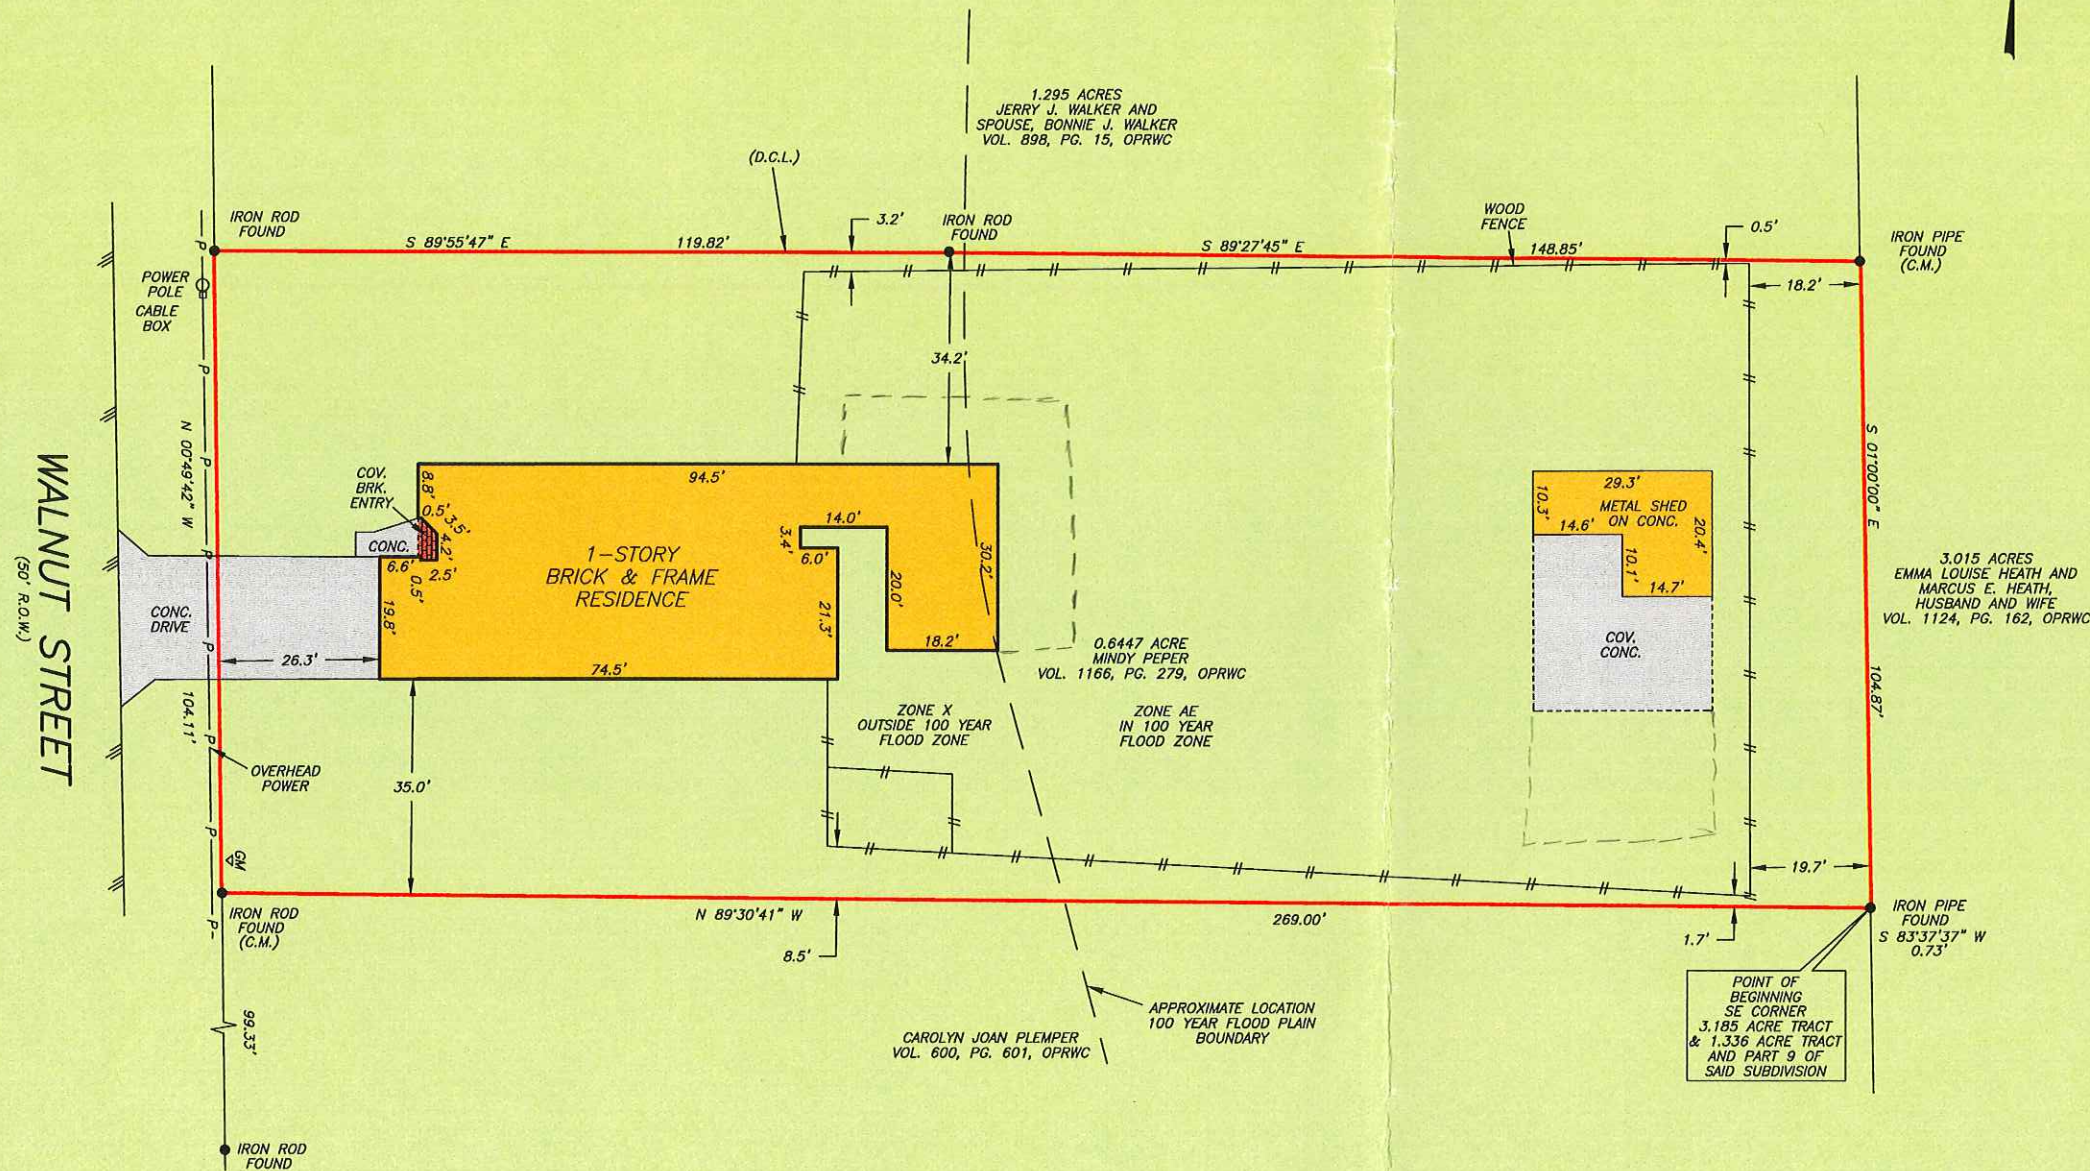 1.295 ACRES
JERRY J. WALKER AND
SPOUSE, BONNIE J. WALKER
VOL. 898, PG. 15, OPRWC
(D.C.L.)
IRON ROD
FOUND
S 89°55'47" E
119.82'
3.2'
IRON ROD
FOUND
S 89°27'45" E
WOOD
FENCE
148.85'
0.5'
IRON PIPE
FOUND
(C.M.)
18.2'
POWER
POLE
CABLE
BOX
P
P
P
P
P
P
P
P-
N 00°49'42" W
104.11'
WALNUT STREET
(50' R.O.W.)
34.2'
COV.
BRK.
ENTRY
8.8'
0.5'
3.5'
4.2'
2.5'
CONC.
6.6'
0.5'
19.8'
94.5'
1-STORY
BRICK & FRAME
RESIDENCE
14.0'
3.4'
6.0'
20.0'
21.3'
30.2'
18.2'
74.5'
CONC.
DRIVE
26.3'
29.3'
METAL SHED
ON CONC.
10.3'
14.6'
20.4'
10.1'
14.7'
COV.
CONC.
S 01°00'00" E
104.87'
3.015 ACRES
EMMA LOUISE HEATH AND
MARCUS E. HEATH,
HUSBAND AND WIFE
VOL. 1124, PG. 162, OPRWC
0.6447 ACRE
MINDY PEPER
VOL. 1166, PG. 279, OPRWC
ZONE X
OUTSIDE 100 YEAR
FLOOD ZONE
ZONE AE
IN 100 YEAR
FLOOD ZONE
OVERHEAD
POWER
35.0'
GM
19.7'
IRON ROD
FOUND
(C.M.)
N 89°30'41" W
269.00'
8.5'
1.7'
IRON PIPE
FOUND
S 83°37'37" W
0.73'
POINT OF
BEGINNING
SE CORNER
3.185 ACRE TRACT
& 1.336 ACRE TRACT
AND PART 9 OF
SAID SUBDIVISION
APPROXIMATE LOCATION
100 YEAR FLOOD PLAIN
BOUNDARY
CAROLYN JOAN PLEMPER
VOL. 600, PG. 601, OPRWC
99.33'
IRON ROD
FOUND